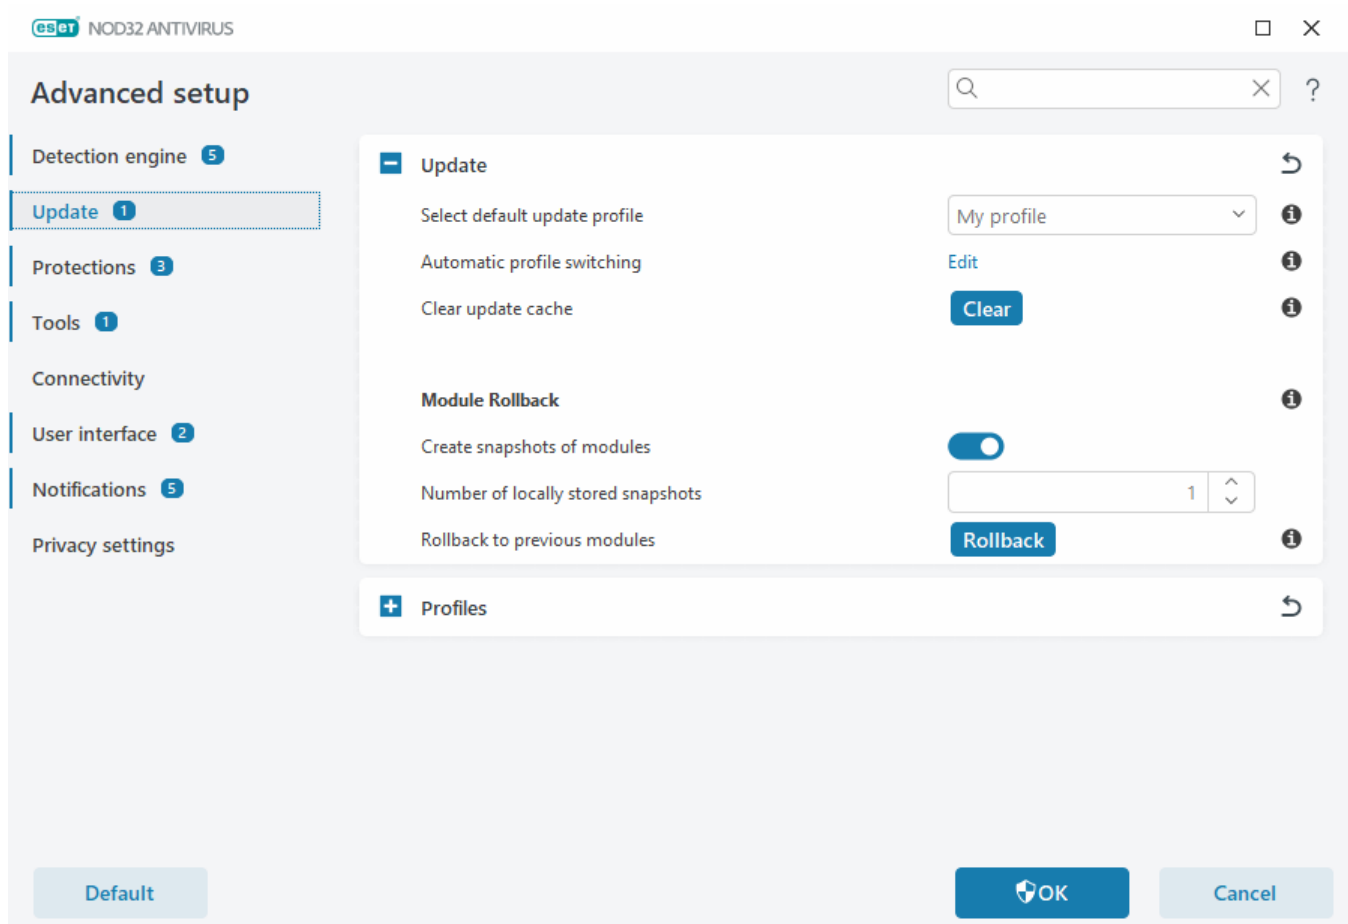 eset NOD32 ANTIVIRUS
Advanced setup
?
Detection engine 5
Update 1
Protections 3
Tools 1
Connectivity
User interface 2
Notifications 5
Privacy settings
Update
Select default update profile My profile
Automatic profile switching Edit
Clear update cache Clear
Module Rollback
Create snapshots of modules
Number of locally stored snapshots 1
Rollback to previous modules Rollback
Profiles
Default OK Cancel